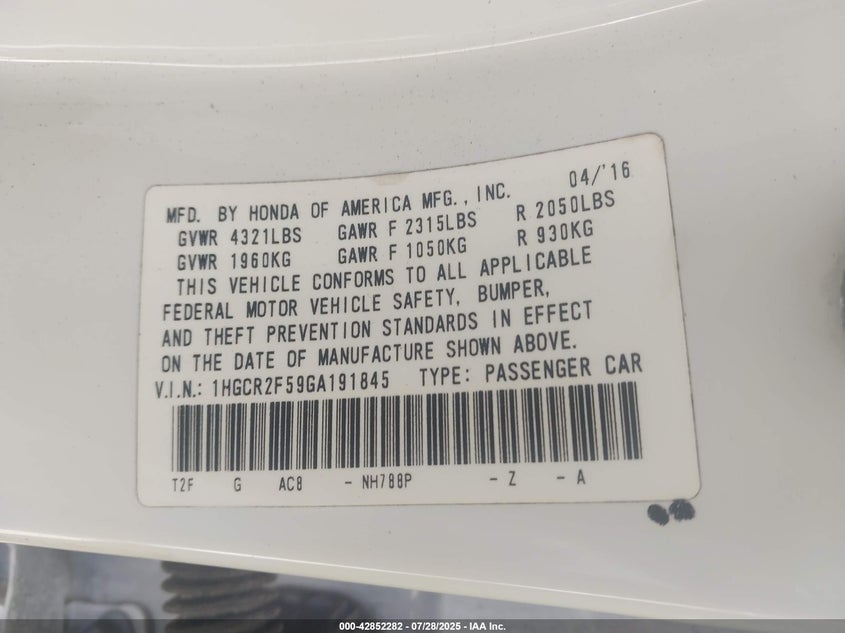 MFD. BY HONDA OF AMERICA MFG., INC. 04/'16
GVWR 4321LBS GAWR F 2315LBS R 2050LBS
GVWR 1960KG GAWR F 1050KG R 930KG
THIS VEHICLE CONFORMS TO ALL APPLICABLE
FEDERAL MOTOR VEHICLE SAFETY, BUMPER,
AND THEFT PREVENTION STANDARDS IN EFFECT
ON THE DATE OF MANUFACTURE SHOWN ABOVE.
V.I.N.: 1HGCR2F59GA191845 TYPE: PASSENGER CAR
T2F G AC8 - NH788P - Z - A
000-42852282 - 07/28/2025 - IAA Inc.